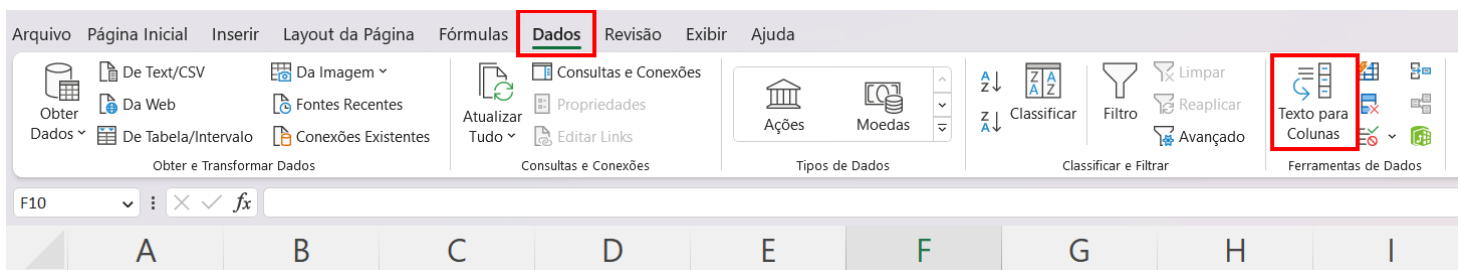 Arquivo Página Inicial Inserir Layout da Página Fórmulas Dados Revisão Exibir Ajuda
Obter Dados
De Text/CSV
Da Web
De Tabela/Intervalo
Da Imagem
Fontes Recentes
Conexões Existentes
Obter e Transformar Dados
Atualizar Tudo
Consultas e Conexões
Propriedades
Editar Links
Consultas e Conexões
Ações
Moedas
Tipos de Dados
Classificar
Filtro
Limpar
Reaplicar
Avançado
Classificar e Filtrar
Texto para
Colunas
Ferramentas de Dados
F10 fx
A B C D E F G H I